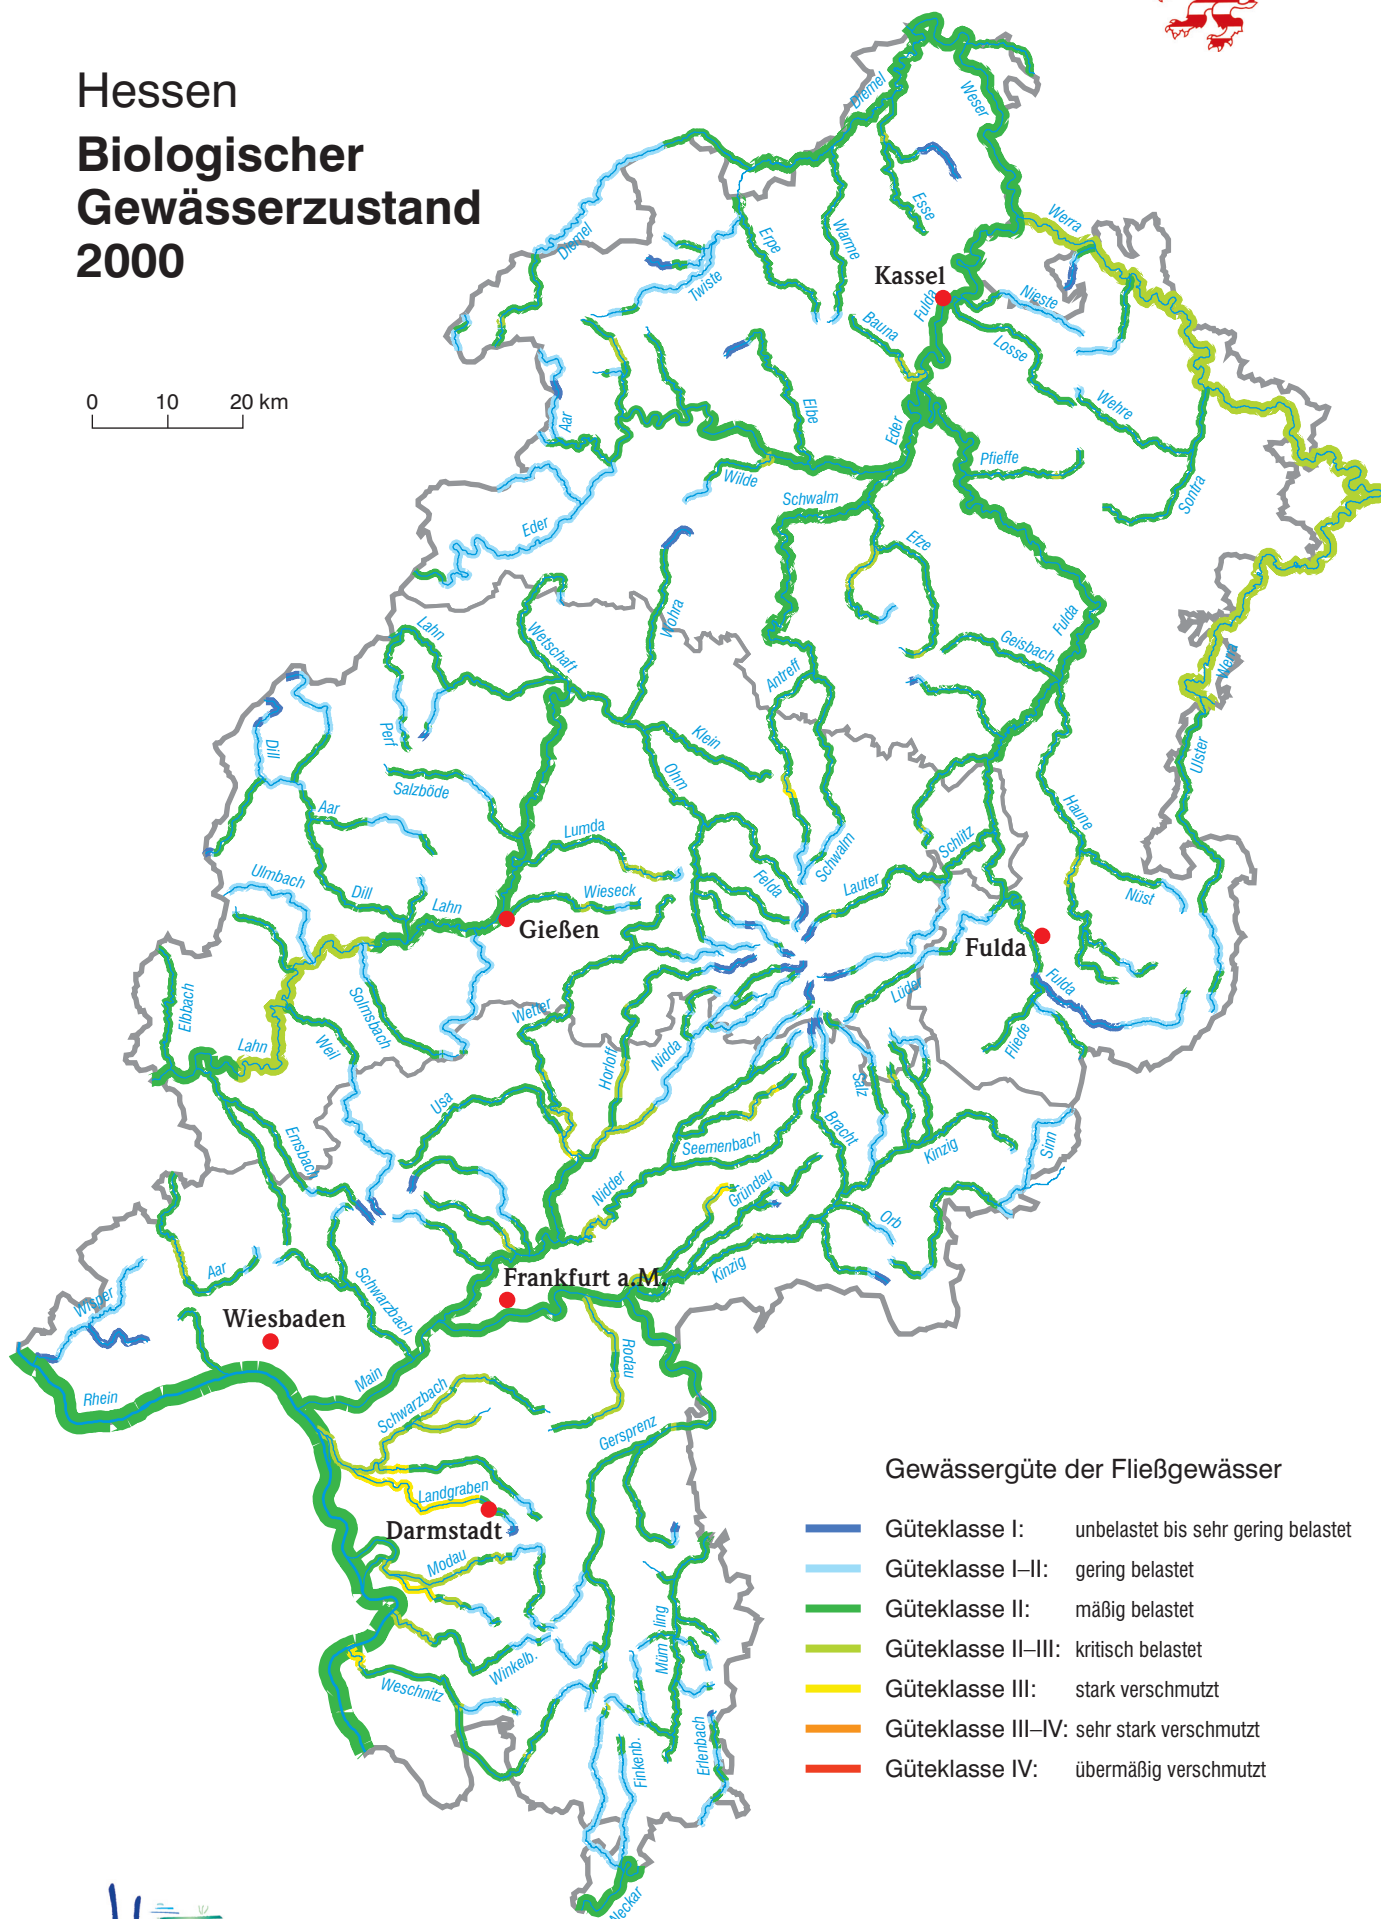 Hessen
Biologischer
Gewässerzustand
2000
0 10 20 km
Diemel
Weser
Esse
Erpe
Warme
Werra
Diemel
Twiste
Kassel
Fulda
Nieste
Bauna
Losse
Aar
Elbe
Eder
Wehre
Pfieffe
Wilde
Schwalm
Sontra
Eder
Efze
Wohra
Fulda
Lahn
Wetschaft
Geisbach
Antreff
Werra
Dill
Perf
Klein
Ohm
Ulster
Salzböde
Aar
Lumda
Haune
Schlitz
Schwalm
Ulmbach
Dill
Lahn
Wieseck
Felda
Lauter
Nüst
Gießen
Fulda
Elbbach
Solmsbach
Wetter
Lüder
Fulda
Lahn
Weil
Horloff
Nidda
Fliede
Salz
Usa
Emsbach
Seemenbach
Bracht
Kinzig
Sinn
Nidder
Gründau
Orb
Aar
Kinzig
Wisper
Schwarzbach
Frankfurt a.M.
Wiesbaden
Rodau
Rhein
Main
Schwarzbach
Gersprenz
Landgraben
Darmstadt
Modau
Mümling
Winkelb.
Weschnitz
Finkenb.
Erlenbach
Neckar
Gewässergüte der Fließgewässer
Güteklasse I: unbelastet bis sehr gering belastet
Güteklasse I–II: gering belastet
Güteklasse II: mäßig belastet
Güteklasse II–III: kritisch belastet
Güteklasse III: stark verschmutzt
Güteklasse III–IV: sehr stark verschmutzt
Güteklasse IV: übermäßig verschmutzt